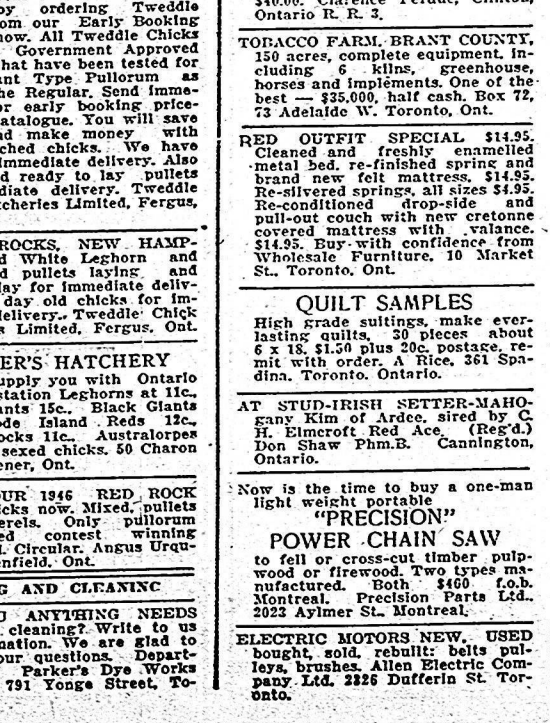 by ordering Tweddle
om our Early Booking
now. All Tweddle Chicks
Government Approved
hat have been tested for
ant Type Pullorum as
he Regular. Send imme-
or early booking price-
atalogue. You will save
nd make money with
ched chicks. We have
immediate delivery. Also
d ready to lay pullets
diate delivery. Tweddle
cheries Limited, Fergus,
ROCKS, NEW HAMP-
d White Leghorn and
d pullets laying and
lay for immediate deliv-
day old chicks for im-
delivery. Tweddle Chick
s Limited, Fergus, Ont.
ER'S HATCHERY
upply you with Ontario
station Leghorns at 11c.,
ants 15c., Black Giants
ode Island Reds 12c.,
ocks 11c., Australorpes
sexed chicks. 50 Charon
ener, Ont.
OUR 1946 RED ROCK
icks now. Mixed, pullets
erels. Only pullorum
ed contest winning
l. Circular. Angus Urqu-
nfield, Ont.
G AND CLEANING
U ANYTHING NEEDS
cleaning? Write to us
mation. We are glad to
our questions. Depart-
Parker's Dye Works
791 Yonge Street, To-
$40.00. Clarence Perdue, Clinton,
Ontario R. R. 3.
TOBACCO FARM, BRANT COUNTY,
150 acres, complete equipment, in-
cluding 6 kilns, greenhouse,
horses and implements. One of the
best — $35,000, half cash. Box 72,
73 Adelaide W. Toronto, Ont.
RED OUTFIT SPECIAL $14.95.
Cleaned and freshly enamelled
metal bed, re-finished spring and
brand new felt mattress, $14.95.
Re-silvered springs, all sizes $4.95.
Re-conditioned drop-side and
pull-out couch with new cretonne
covered mattress with valance,
$14.95. Buy with confidence from
Wholesale Furniture, 10 Market
St., Toronto, Ont.
QUILT SAMPLES
High grade suitings, make ever-
lasting quilts, 30 pieces about
6 x 18, $1.50 plus 20c. postage, re-
mit with order. A Rice, 361 Spa-
dina, Toronto, Ontario.
AT STUD-IRISH SETTER-MAHO-
gany Kim of Ardee, sired by C.
H. Elmcroft Red Ace. (Reg'd.)
Don Shaw Phm.B. Cannington,
Ontario.
Now is the time to buy a one-man
light weight portable
"PRECISION"
POWER CHAIN SAW
to fell or cross-cut timber pulp-
wood or firewood. Two types ma-
nufactured. Both $460 f.o.b.
Montreal. Precision Parts Ltd.,
2023 Aylmer St., Montreal.
ELECTRIC MOTORS NEW, USED
bought, sold, rebuilt: belts pul-
leys, brushes. Allen Electric Com-
pany Ltd. 2326 Dufferin St. Tor-
onto.